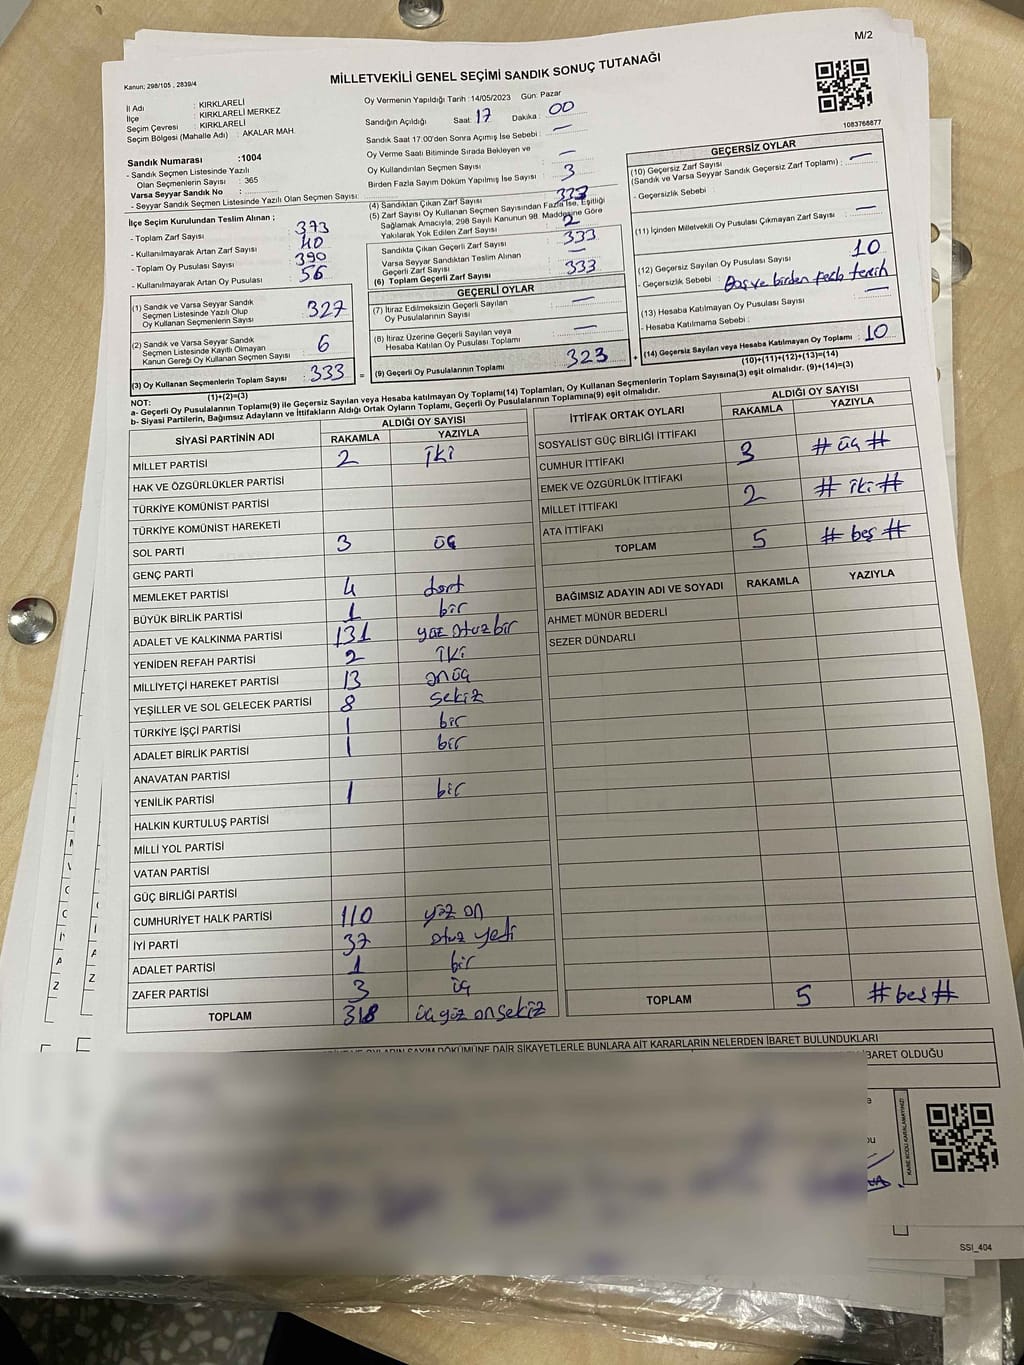 M/2
Kanun; 298/105 , 2839/4
MİLLETVEKİLİ GENEL SEÇİMİ SANDIK SONUÇ TUTANAĞI
İl Adı : KIRKLARELİ
İlçe : KIRKLARELİ MERKEZ
Seçim Çevresi : KIRKLARELİ
Seçim Bölgesi (Mahalle Adı) : AKALAR MAH.
Sandık Numarası :1004
- Sandık Seçmen Listesinde Yazılı
Olan Seçmenlerin Sayısı : 365
Varsa Seyyar Sandık No :
- Seyyar Sandık Seçmen Listesinde Yazılı Olan Seçmen Sayısı:
İlçe Seçim Kurulundan Teslim Alınan ;
- Toplam Zarf Sayısı : 373
- Kullanılmayarak Artan Zarf Sayısı : 40
- Toplam Oy Pusulası Sayısı : 390
- Kullanılmayarak Artan Oy Pusulası : 56
(1) Sandık ve Varsa Seyyar Sandık
Seçmen Listesinde Yazılı Olup
Oy Kullanan Seçmenlerin Sayısı : 327
(2) Sandık ve Varsa Seyyar Sandık
Seçmen Listesinde Kayıtlı Olmayan
Kanun Gereği Oy Kullanan Seçmen Sayısı : 6
(3) Oy Kullanan Seçmenlerin Toplam Sayısı : 333 =
(1)+(2)=(3)
Oy Vermenin Yapıldığı Tarih :14/05/2023 Gün: Pazar
Sandığın Açıldığı Saat: 17 Dakika : 00
Sandık Saat 17.00'den Sonra Açımış İse Sebebi : —
Oy Verme Saati Bitiminde Sırada Bekleyen ve
Oy Kullandırılan Seçmen Sayısı : —
Birden Fazla Sayım Döküm Yapılmış İse Sayısı : 3
(4) Sandıktan Çıkan Zarf Sayısı : 333
(5) Zarf Sayısı Oy Kullanan Seçmen Sayısından Fazla İse, Eşitliği
Sağlamak Amacıyla, 298 Sayılı Kanunun 98. Maddesine Göre
Yakılarak Yok Edilen Zarf Sayısı : 2
Sandıkta Çıkan Geçerli Zarf Sayısı : 333
Varsa Seyyar Sandıktan Teslim Alınan
Geçerli Zarf Sayısı : —
(6) Toplam Geçerli Zarf Sayısı : 333
GEÇERLİ OYLAR
(7) İtiraz Edilmeksizin Geçerli Sayılan
Oy Pusulasının Sayısı : —
(8) İtiraz Üzerine Geçerli Sayılan veya
Hesaba Katılan Oy Pusulası Toplamı : —
(9) Geçerli Oy Pusulalarının Toplamı : 323 +
1083768877
GEÇERSİZ OYLAR
(10) Geçersiz Zarf Sayısı
(Sandık ve Varsa Seyyar Sandık Geçersiz Zarf Toplamı) : —
- Geçersizlik Sebebi :
(11) İçinden Milletvekili Oy Pusulası Çıkmayan Zarf Sayısı : —
(12) Geçersiz Sayılan Oy Pusulası Sayısı : 10
- Geçersizlik Sebebi : Boş ve birden fazla tercih
(13) Hesaba Katılmayan Oy Pusulası Sayısı : —
- Hesaba Katılmama Sebebi :
(14) Geçersiz Sayılan veya Hesaba Katılmayan Oy Toplamı : 10
(10)+(11)+(12)+(13)=(14)
NOT:
a- Geçerli Oy Pusulalarının Toplamı(9) ile Geçersiz Sayılan veya Hesaba katılmayan Oy Toplamı(14) Toplamları, Oy Kullanan Seçmenlerin Toplam Sayısına(3) eşit olmalıdır. (9)+(14)=(3)
b- Siyasi Partilerin, Bağımsız Adayların ve İttifakların Aldığı Ortak Oyların Toplamı, Geçerli Oy Pusulalarının Toplamına(9) eşit olmalıdır.
SİYASİ PARTİNİN ADI ALDIĞI OY SAYISI
RAKAMLA YAZIYLA
MİLLET PARTİSİ 2 iki
HAK VE ÖZGÜRLÜKLER PARTİSİ
TÜRKİYE KOMÜNİST PARTİSİ
TÜRKİYE KOMÜNİST HAREKETİ
SOL PARTİ 3 üç
GENÇ PARTİ
MEMLEKET PARTİSİ 4 dört
BÜYÜK BİRLİK PARTİSİ 1 bir
ADALET VE KALKINMA PARTİSİ 131 yüz otuz bir
YENİDEN REFAH PARTİSİ 2 iki
MİLLİYETÇİ HAREKET PARTİSİ 13 onüç
YEŞİLLER VE SOL GELECEK PARTİSİ 8 sekiz
TÜRKİYE İŞÇİ PARTİSİ 1 bir
ADALET BİRLİK PARTİSİ 1 bir
ANAVATAN PARTİSİ
YENİLİK PARTİSİ 1 bir
HALKIN KURTULUŞ PARTİSİ
MİLLİ YOL PARTİSİ
VATAN PARTİSİ
GÜÇ BİRLİĞİ PARTİSİ
CUMHURİYET HALK PARTİSİ 110 yüz on
İYİ PARTİ 37 otuz yedi
ADALET PARTİSİ 1 bir
ZAFER PARTİSİ 3 üç
TOPLAM 318 üç yüz on sekiz
İTTİFAK ORTAK OYLARI ALDIĞI OY SAYISI
RAKAMLA YAZIYLA
SOSYALİST GÜÇ BİRLİĞİ İTTİFAKI
CUMHUR İTTİFAKI 3 # üç #
EMEK VE ÖZGÜRLÜK İTTİFAKI
MİLLET İTTİFAKI 2 # iki #
ATA İTTİFAKI
TOPLAM 5 # beş #
BAĞIMSIZ ADAYIN ADI VE SOYADI RAKAMLA YAZIYLA
AHMET MÜNÜR BEDERLİ
SEZER DÜNDARLI
TOPLAM 5 # beş #
OYLARIN SAYIM DÖKÜMÜNE DAİR ŞİKAYETLERLE BUNLARA AİT KARARLARIN NELERDEN İBARET BULUNDUKLARI
İBARET OLDUĞU
KARE KODU KARALAMAYINIZ!
SSI_404